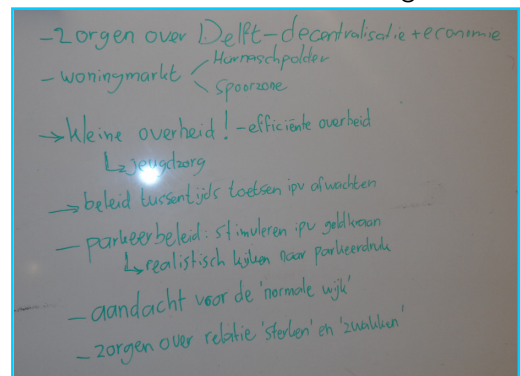 - zorgen over Delft - decentralisatie + economie
- woningmarkt
Harnaschpolder
Spoorzone
→ kleine overheid! - efficiënte overheid
↳ jeugdzorg
→ beleid tussentijds toetsen ipv afwachten
- parkeerbeleid: stimuleren ipv geldkraan
↳ realistisch kijken naar parkeerdruk
- aandacht voor de 'normale wijk'
- zorgen over relatie 'sterken' en 'zwakken'